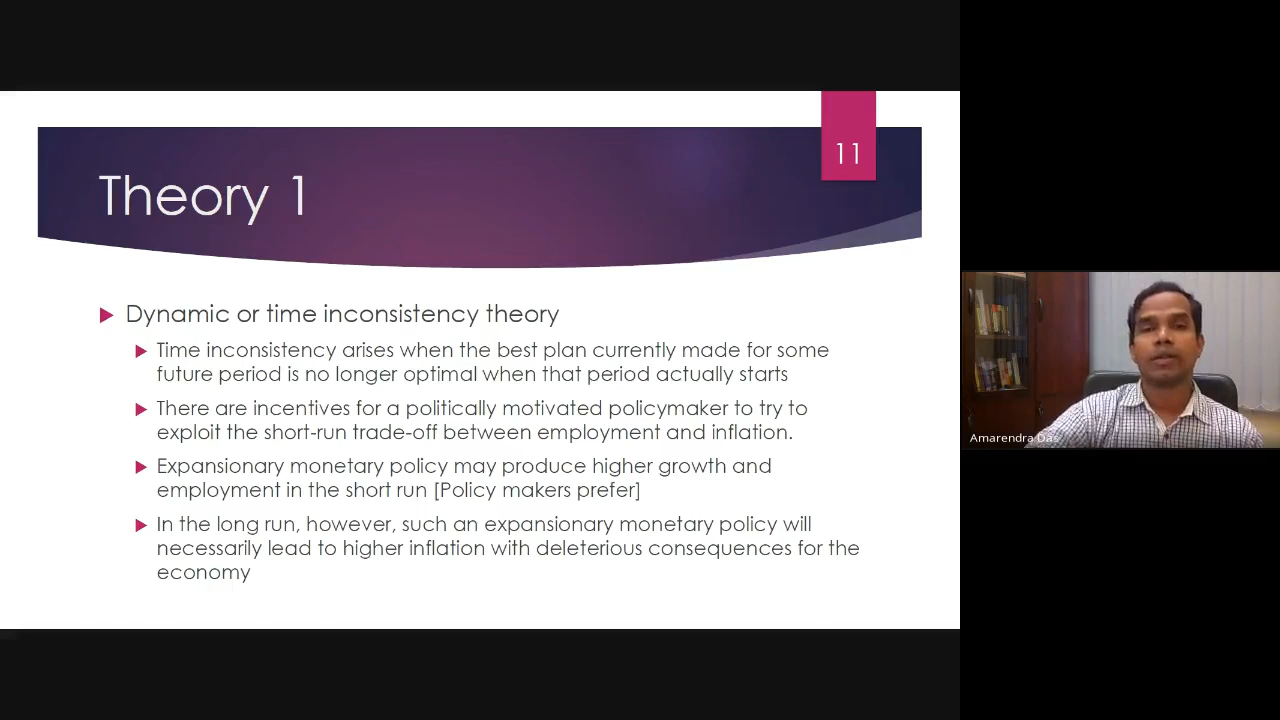 11
Theory 1
Dynamic or time inconsistency theory
Time inconsistency arises when the best plan currently made for some
future period is no longer optimal when that period actually starts
There are incentives for a politically motivated policymaker to try to
exploit the short-run trade-off between employment and inflation.
Expansionary monetary policy may produce higher growth and
employment in the short run [Policy makers prefer]
In the long run, however, such an expansionary monetary policy will
necessarily lead to higher inflation with deleterious consequences for the
economy
Amarendra Das